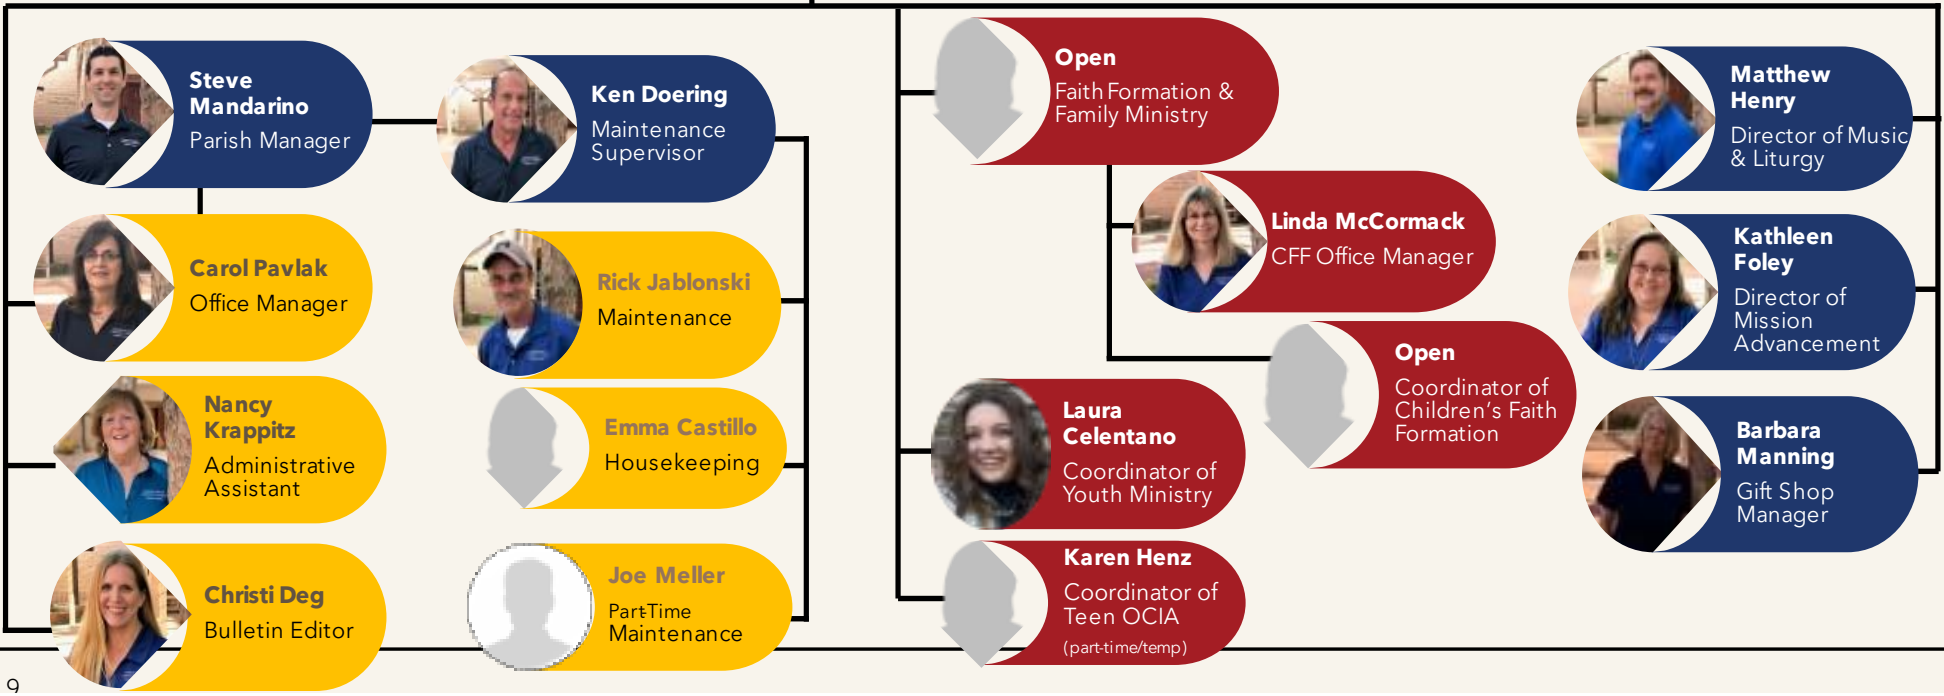 Steve
Mandarino
Parish Manager
Ken Doering
Maintenance
Supervisor
Carol Pavlak
Office Manager
Rick Jablonski
Maintenance
Nancy
Krappitz
Administrative
Assistant
Emma Castillo
Housekeeping
Christi Deg
Bulletin Editor
Joe Meller
Part-Time
Maintenance
Open
Faith Formation &
Family Ministry
Linda McCormack
CFF Office Manager
Open
Coordinator of
Children's Faith
Formation
Laura
Celentano
Coordinator of
Youth Ministry
Karen Henz
Coordinator of
Teen OCIA
(part-time/temp)
Matthew
Henry
Director of Music
& Liturgy
Kathleen
Foley
Director of
Mission
Advancement
Barbara
Manning
Gift Shop
Manager
9